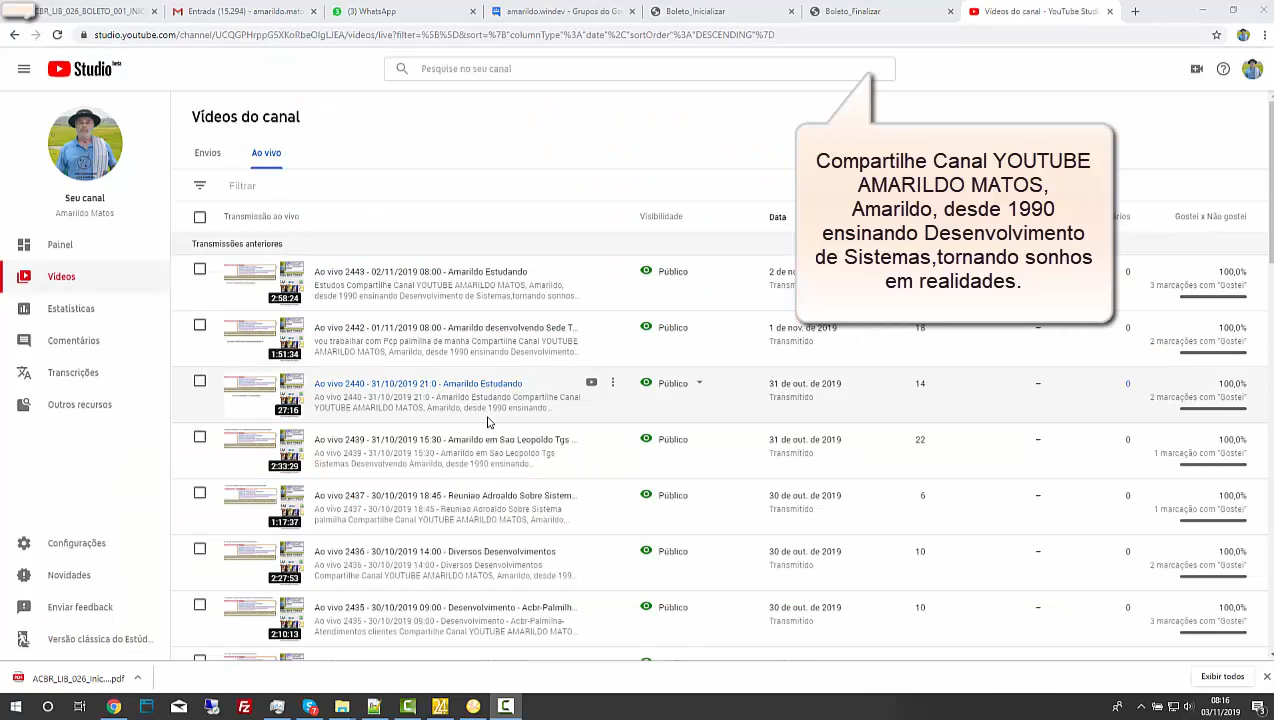 ACBR_LIB_026_BOLETO_001_INIC
Entrada (15.294) - amarildo.mato
(3) WhatsApp
amarildo.windev - Grupos do Go
Boleto_Inicializar
Boleto_Finalizar
Vídeos do canal - YouTube Studio
studio.youtube.com/channel/UCQGPHrppG5XKoRbeOlgLJEA/videos/live?filter=%5B%5D&sort=%7B"columnType"%3A"date"%2C"sortOrder"%3A"DESCENDING"%7D
Studio beta
Pesquise no seu canal
Compartilhe Canal YOUTUBE
AMARILDO MATOS,
Amarildo, desde 1990
ensinando Desenvolvimento
de Sistemas,tornando sonhos
em realidades.
Seu canal
Amarildo Matos
Painel
Vídeos
Estatísticas
Comentários
Transcrições
Outros recursos
Configurações
Novidades
Enviar feedback
Versão clássica do Estúd...
Vídeos do canal
Envios
Ao vivo
Filtrar
Transmissão ao vivo
Visibilidade
Data
Gostei x Não gostei
Transmissões anteriores
2:58:24
Ao vivo 2443 - 02/11/2019 09:00 - Amarildo Estudando
Estudos Compartilhe Canal YOUTUBE AMARILDO MATOS, Amarildo,
desde 1990 ensinando Desenvolvimento de Sistemas,tornando sonhos...
Público
2 de no
0
100,0%
3 marcações com "Gostei"
1:51:34
Ao vivo 2442 - 01/11/2019 08:00 - Amarildo desenvolvendo Sede T...
vou trabalhar com Pcp palmilha de manha Compartilhe Canal YOUTUBE
AMARILDO MATOS, Amarildo, desde 1990 ensinando Desenvolvimento...
Público
1 de nov. de 2019
Transmitido
18
–
0
100,0%
2 marcações com "Gostei"
27:16
Ao vivo 2440 - 31/10/2019 21:0 - Amarildo Estudando
Ao vivo 2440 - 31/10/2019 21:0 - Amarildo Estudando Compartilhe Canal
YOUTUBE AMARILDO MATOS, Amarildo, desde 1990 ensinando...
Público
31 de out. de 2019
Transmitido
14
–
0
100,0%
2 marcações com "Gostei"
2:33:29
Ao vivo 2439 - 31/10/2019 15:30 - Amarildo em Sao Leopoldo Tgs ...
Ao vivo 2439 - 31/10/2019 15:30 - Amarildo em Sao Leopoldo Tgs
Sistemas Desenvolvendo Amarildo, desde 1990 ensinando...
Público
31 de out. de 2019
Transmitido
22
–
0
100,0%
1 marcação com "Gostei"
1:17:37
Ao vivo 2437 - 30/10/2019 16:45 - Reuniao Adroaldo Sobre Sistem...
Ao vivo 2437 - 30/10/2019 16:45 - Reuniao Adroaldo Sobre Sistema
palmilha Compartilhe Canal YOUTUBE AMARILDO MATOS, Amarildo,...
Público
30 de out. de 2019
Transmitido
6
–
0
100,0%
1 marcação com "Gostei"
2:27:53
Ao vivo 2436 - 30/10/2019 14:00 - Diversos Desenvolvimentos
Ao vivo 2436 - 30/10/2019 14:00 - Diversos Desenvolvimentos
Compartilhe Canal YOUTUBE AMARILDO MATOS, Amarildo, desde 199...
Público
30 de out. de 2019
Transmitido
10
–
0
100,0%
2 marcações com "Gostei"
2:10:13
Ao vivo 2435 - 30/10/2019 09:00 - Desenvolvimento - Acbr-Palmilh...
Ao vivo 2435 - 30/10/2019 09:00 - Desenvolvimento - Acbr-Palmilha-
Atendimentos clientes Compartilhe Canal YOUTUBE AMARILDO MATO...
Público
30 de out. de 2019
Transmitido
10
–
0
100,0%
3 marcações com "Gostei"
ACBR_LIB_026_Inic....pdf
Exibir todos
08:16
03/11/2019